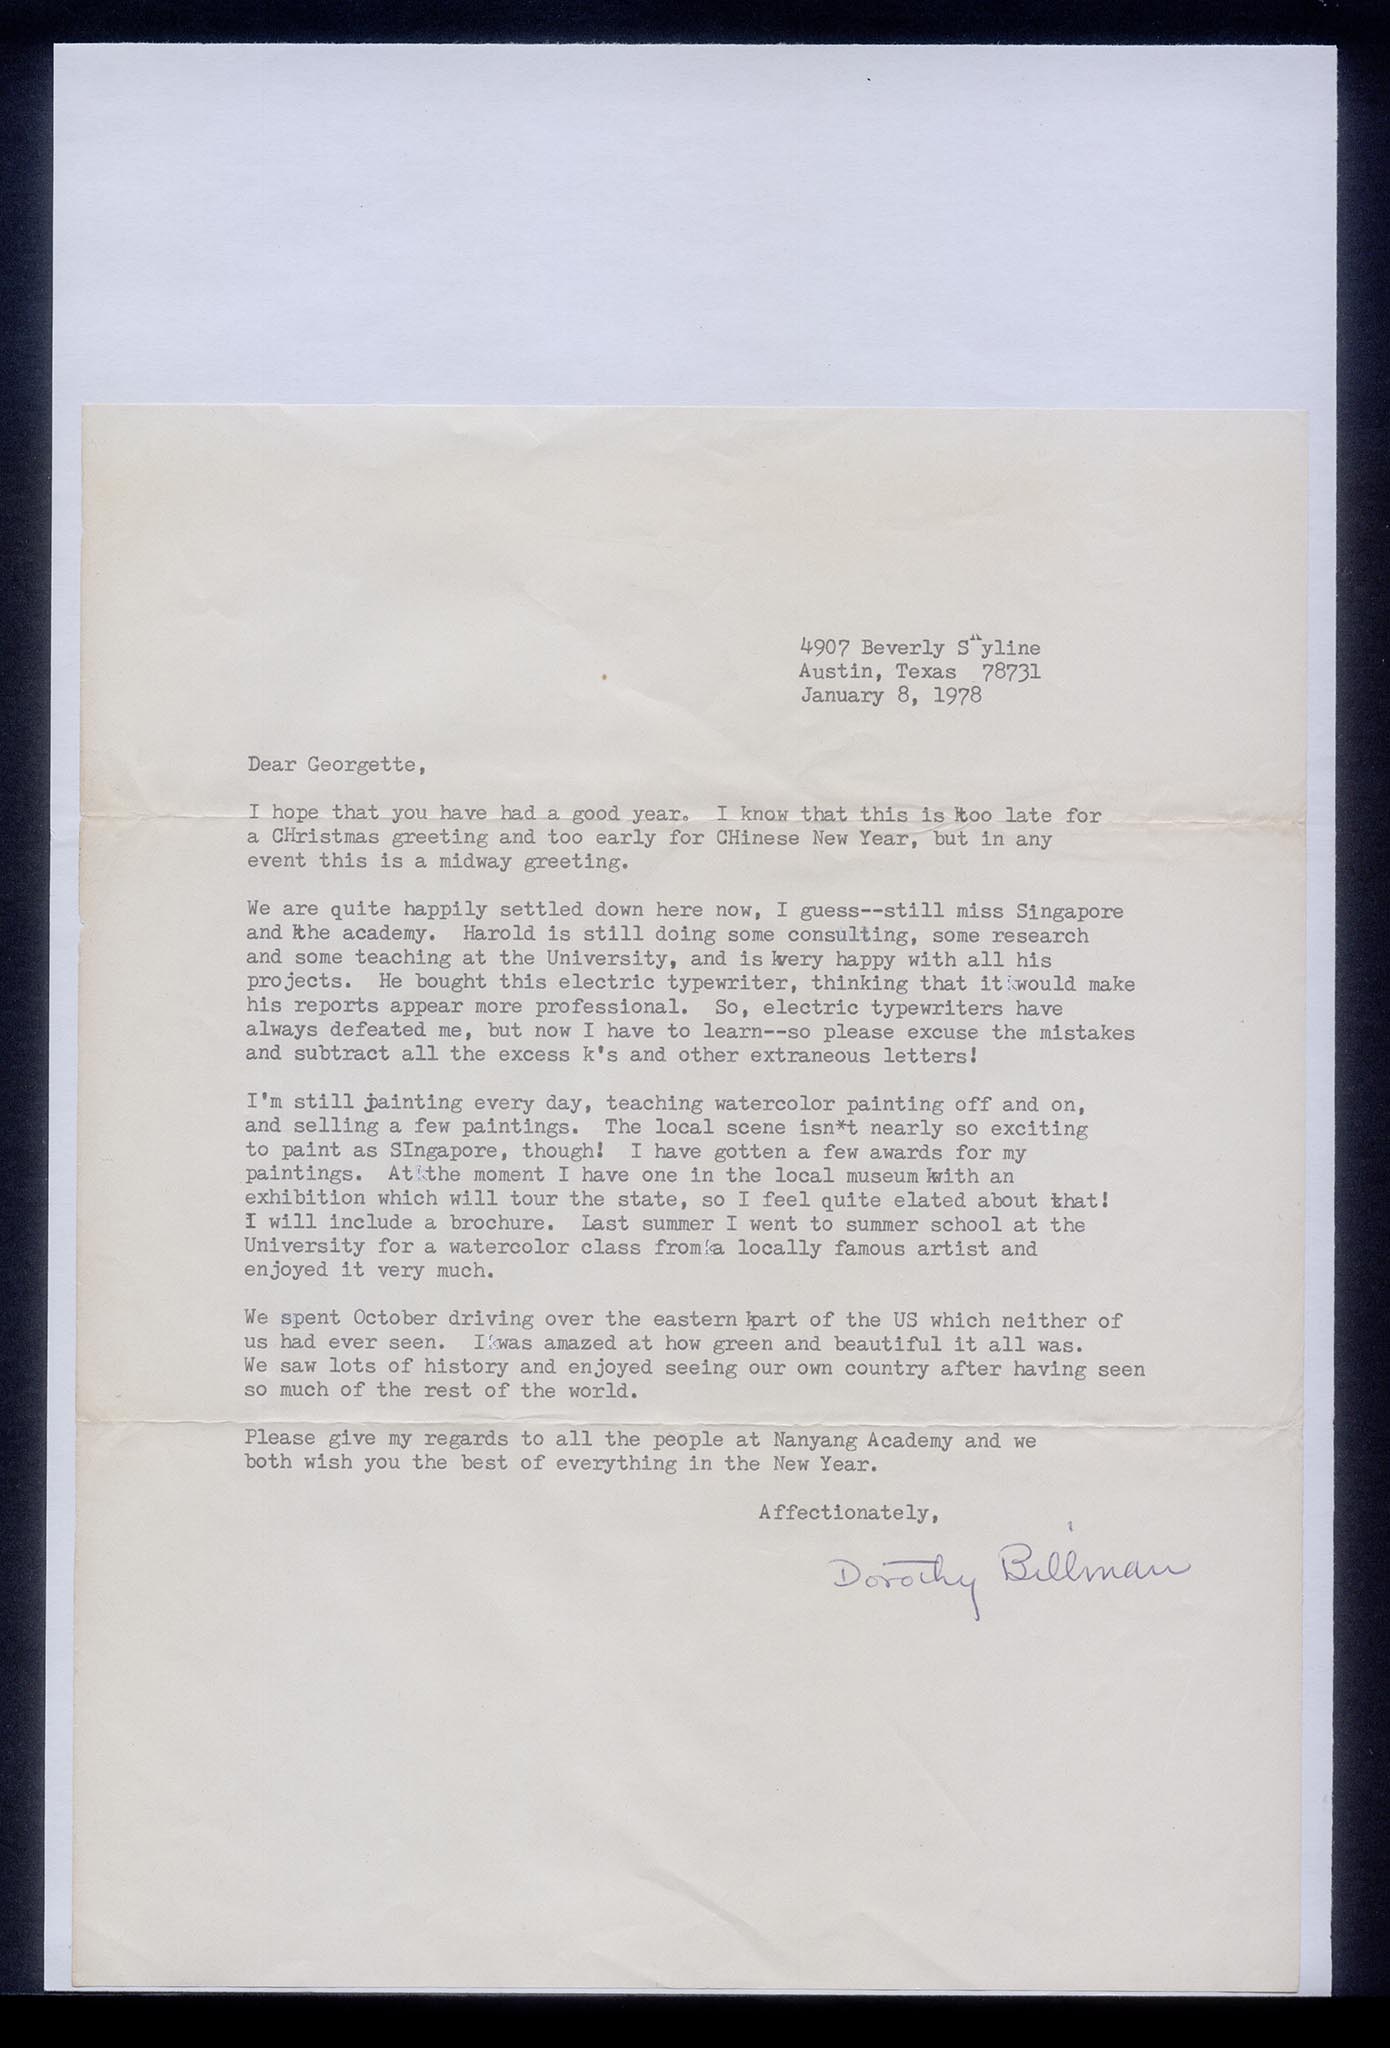 4907 Beverly Skyline
Austin, Texas  78731
January 8, 1978
Dear Georgette,
I hope that you have had a good year.  I know that this is ktoo late for
a CHristmas greeting and too early for CHinese New Year, but in any
event this is a midway greeting.
We are quite happily settled down here now, I guess--still miss Singapore
and kthe academy.  Harold is still doing some consulting, some research
and some teaching at the University, and is kvery happy with all his
projects.  He bought this electric typewriter, thinking that itkwould make
his reports appear more professional.  So, electric typewriters have
always defeated me, but now I have to learn--so please excuse the mistakes
and subtract all the excess k's and other extraneous letters!
I'm still painting every day, teaching watercolor painting off and on,
and selling a few paintings.  The local scene isn*t nearly so exciting
to paint as SIngapore, though!  I have gotten a few awards for my
paintings.  Atkthe moment I have one in the local museum kwith an
exhibition which will tour the state, so I feel quite elated about that!
I will include a brochure.  Last summer I went to summer school at the
University for a watercolor class fromka locally famous artist and
enjoyed it very much.
We spent October driving over the eastern kpart of the US which neither of
us had ever seen.  Ikwas amazed at how green and beautiful it all was.
We saw lots of history and enjoyed seeing our own country after having seen
so much of the rest of the world.
Please give my regards to all the people at Nanyang Academy and we
both wish you the best of everything in the New Year.
Affectionately,
Dorothy Billman